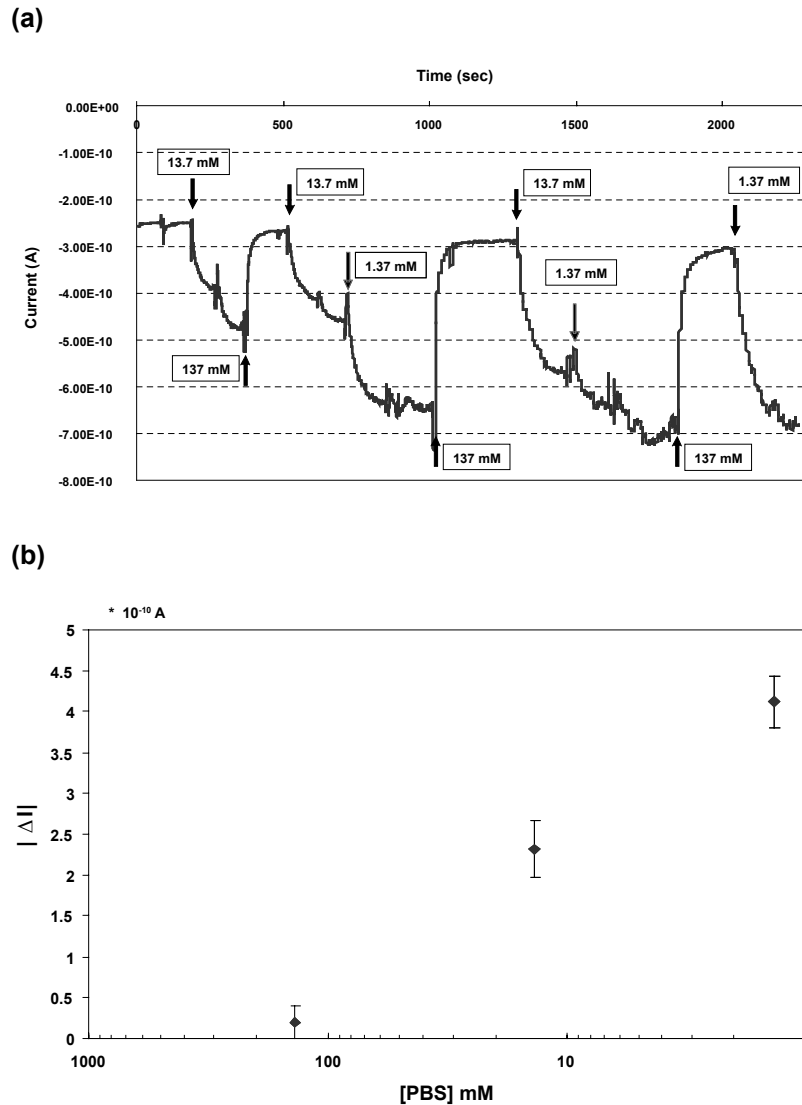 (a)
Time (sec)
0.00E+00
0 500 1000 1500 2000
-1.00E-10
13.7 mM 13.7 mM 13.7 mM 1.37 mM
-2.00E-10
-3.00E-10
1.37 mM 1.37 mM
-4.00E-10
-5.00E-10
137 mM
-6.00E-10
-7.00E-10
137 mM 137 mM
-8.00E-10
Current (A)
(b)
* 10⁻¹⁰ A
5
4.5
4
3.5
3
2.5
2
1.5
1
0.5
0
| Δ I|
1000 100 10
[PBS] mM